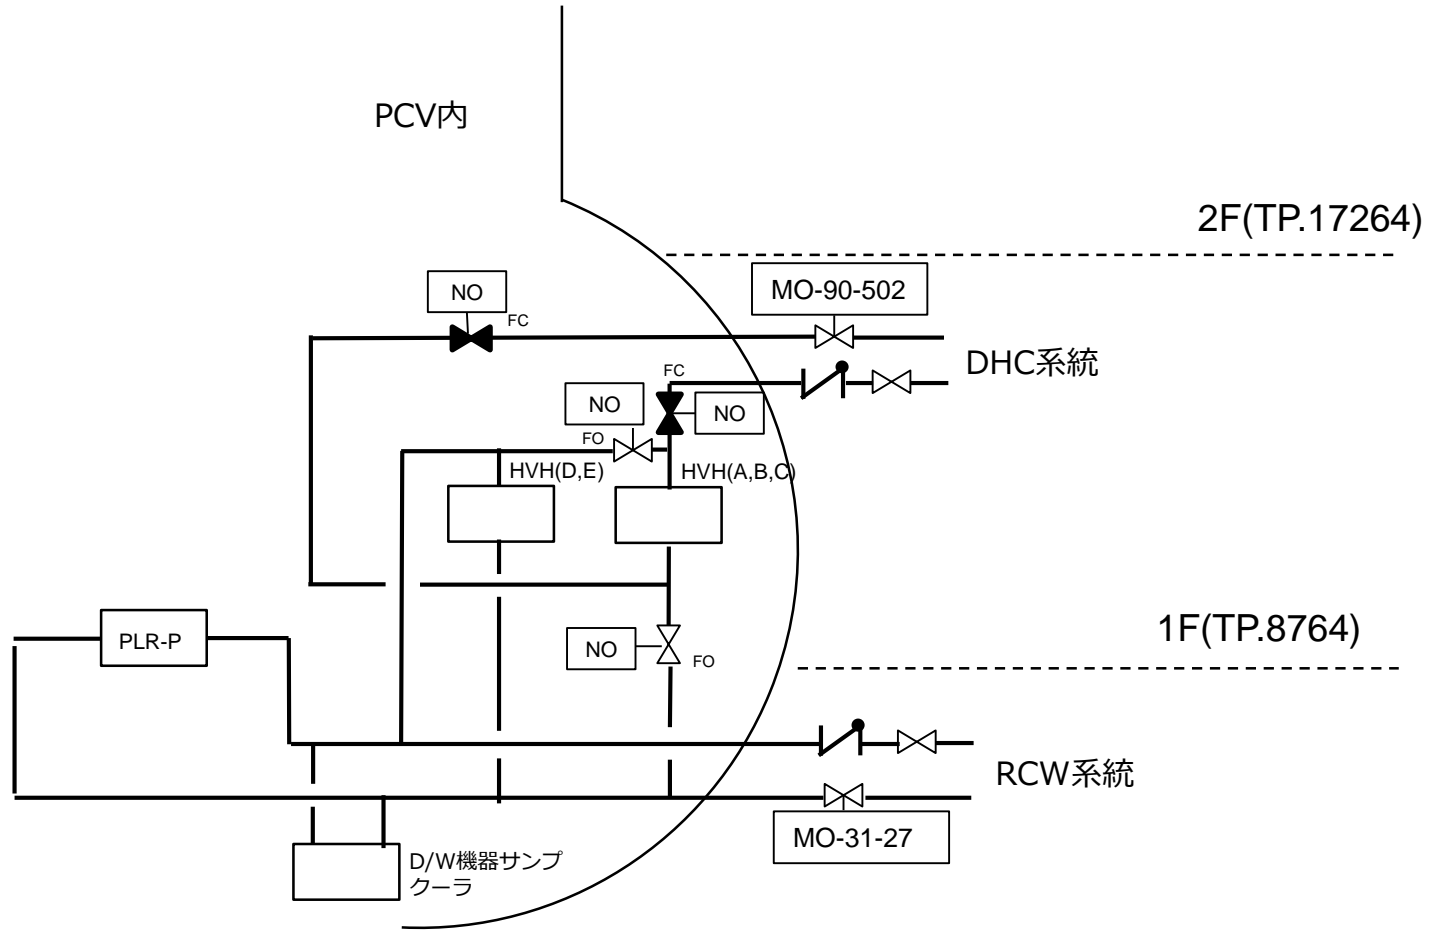 PCV内
2F(TP.17264)
NO
FC
MO-90-502
DHC系統
FC
NO
NO
FO
HVH(D,E)
HVH(A,B,C)
PLR-P
NO
FO
1F(TP.8764)
RCW系統
MO-31-27
D/W機器サンプ
クーラ